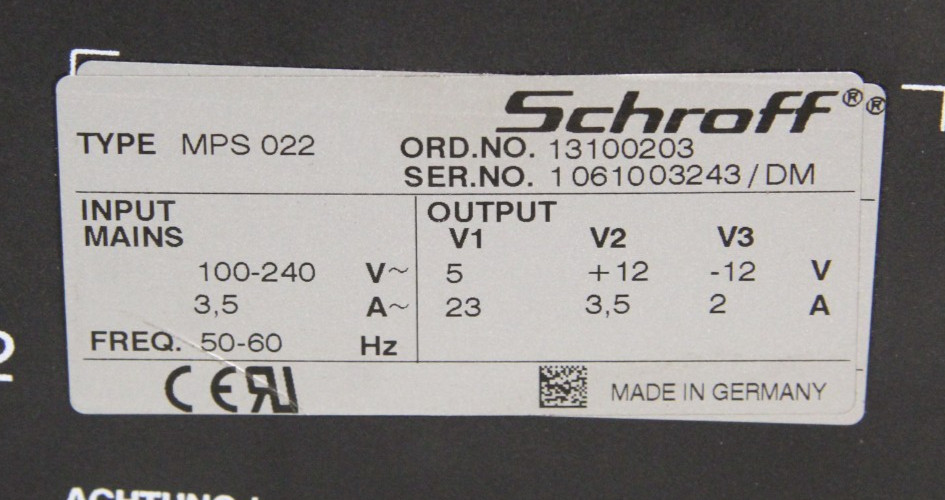 Schroff®®
TYPE MPS 022
ORD.NO. 13100203
SER.NO. 1061003243/DM
INPUT
MAINS
100-240 V~
3,5 A~
FREQ. 50-60 Hz
OUTPUT
V1 V2 V3
5 +12 -12 V
23 3,5 2 A
CE
MADE IN GERMANY
ACHTUNG!